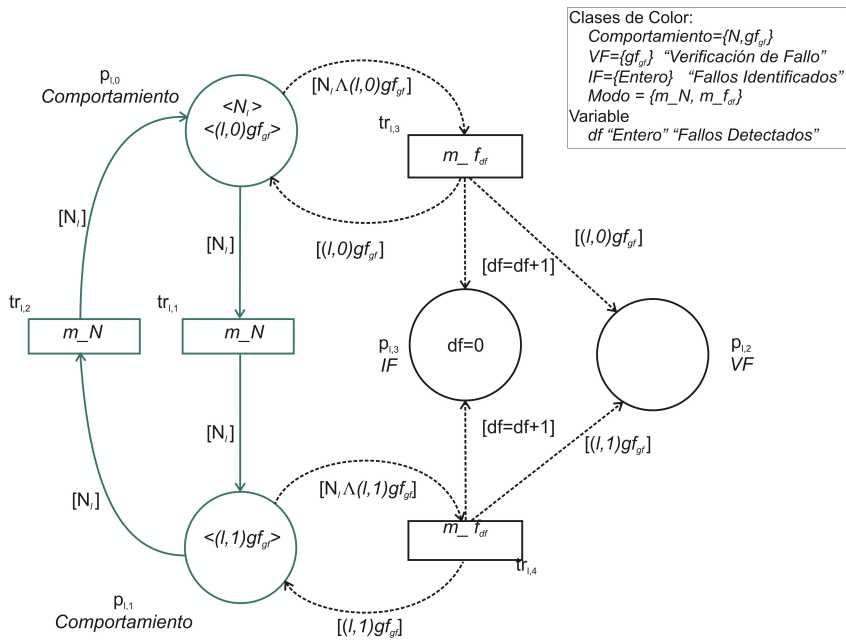 Clases de Color:
Comportamiento={N,gf_gf}
VF={gf_gf} “Verificación de Fallo”
IF={Entero} “Fallos Identificados”
Modo = {m_N, m_f_df}
Variable
df “Entero” “Fallos Detectados”
p_l,0
Comportamiento
<N_l>
<(l,0)gf_gf>
[N_l Λ(l,0)gf_gf]
tr_l,3
m_ f_df
[N_l]
[N_l]
[(l,0)gf_gf]
[(l,0)gf_gf]
[df=df+1]
tr_l,2
m_N
tr_l,1
m_N
p_l,3
IF
df=0
p_l,2
VF
[N_l]
[df=df+1]
[(l,1)gf_gf]
[N_l]
[N_l Λ(l,1)gf_gf]
<(l,1)gf_gf>
m_ f_df
tr_l,4
p_l,1
Comportamiento
[(l,1)gf_gf]